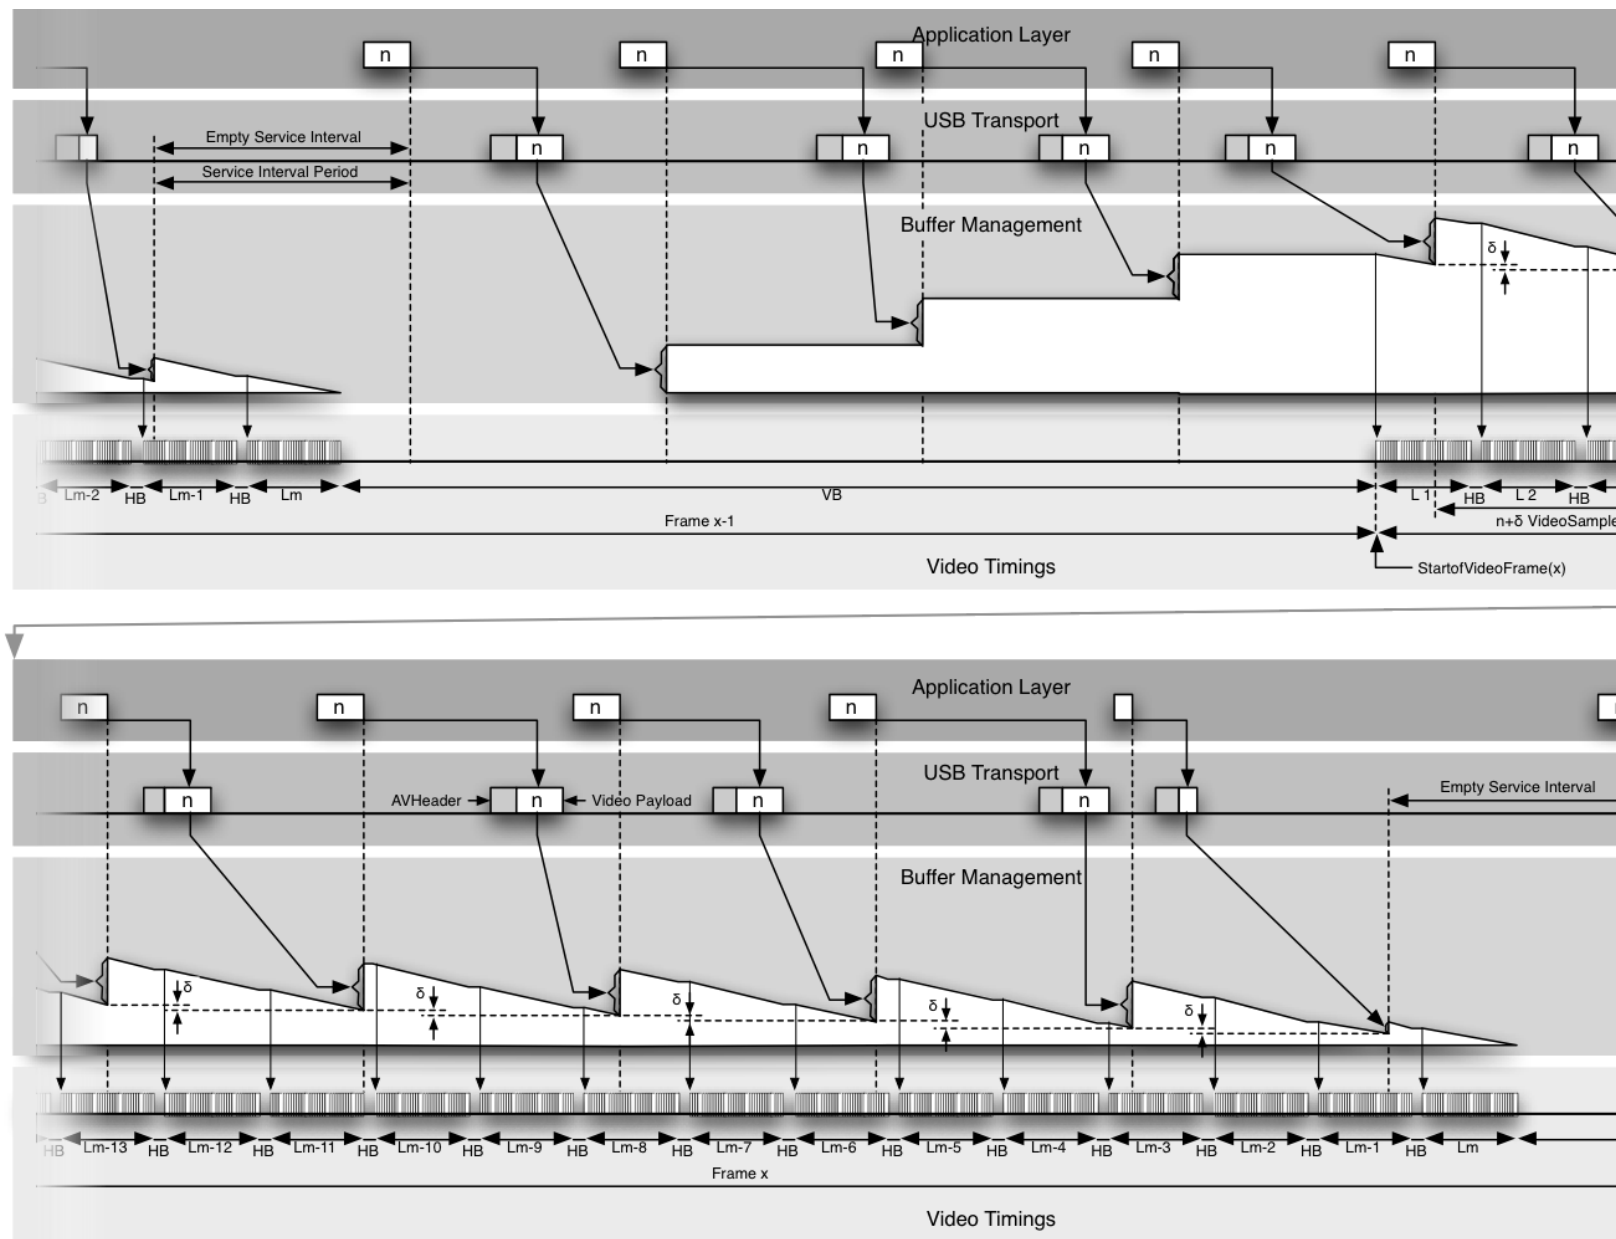 Application Layer
n
n
n
n
n
USB Transport
Empty Service Interval
Service Interval Period
n
n
n
n
n
Buffer Management
δ
Lm-2
HB
Lm-1
HB
Lm
VB
L 1
HB
L 2
HB
Frame x-1
n+δ VideoSample
StartofVideoFrame(x)
Video Timings
Application Layer
n
n
n
n
USB Transport
Empty Service Interval
n
AVHeader
n
Video Payload
n
n
Buffer Management
δ
δ
δ
δ
δ
HB
Lm-13
HB
Lm-12
HB
Lm-11
HB
Lm-10
HB
Lm-9
HB
Lm-8
HB
Lm-7
HB
Lm-6
HB
Lm-5
HB
Lm-4
HB
Lm-3
HB
Lm-2
HB
Lm-1
HB
Lm
Frame x
Video Timings